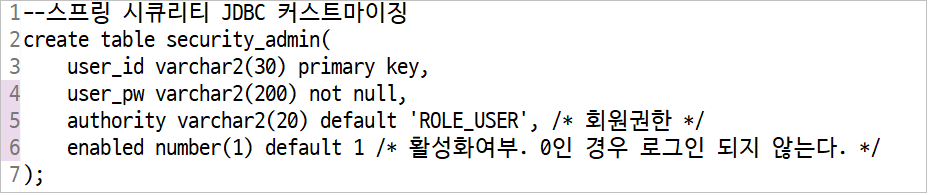 1--스프링 시큐리티 JDBC 커스트마이징
2create table security_admin(
3    user_id varchar2(30) primary key,
4    user_pw varchar2(200) not null,
5    authority varchar2(20) default 'ROLE_USER', /* 회원권한 */
6    enabled number(1) default 1 /* 활성화여부. 0인 경우 로그인 되지 않는다. */
7);